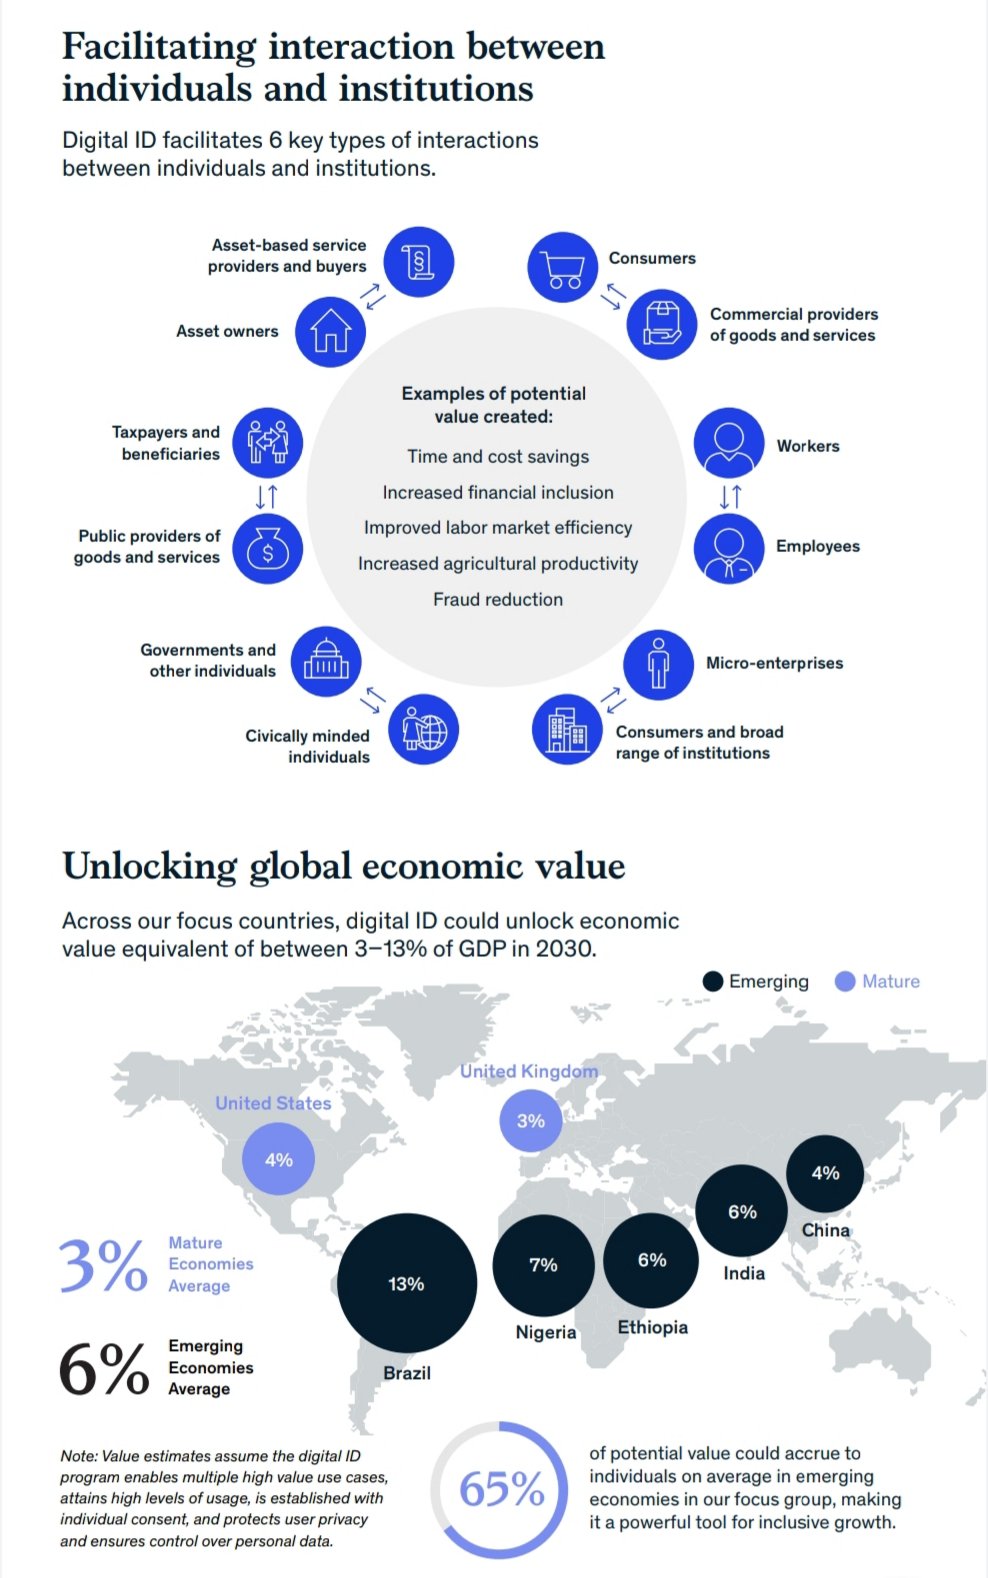 Facilitating interaction between
individuals and institutions
Digital ID facilitates 6 key types of interactions
between individuals and institutions.
Asset-based service
providers and buyers
Asset owners
Consumers
Commercial providers
of goods and services
Taxpayers and
beneficiaries
Public providers of
goods and services
$
§
Examples of potential
value created:
Time and cost savings
Increased financial inclusion
Improved labor market efficiency
Increased agricultural productivity
Fraud reduction
Workers
Employees
Governments and
other individuals
Civically minded
individuals
Micro-enterprises
Consumers and broad
range of institutions
Unlocking global economic value
Across our focus countries, digital ID could unlock economic
value equivalent of between 3–13% of GDP in 2030.
Emerging
Mature
United States
4%
United Kingdom
3%
4%
China
6%
India
6%
Ethiopia
7%
Nigeria
13%
Brazil
3%
Mature
Economies
Average
6%
Emerging
Economies
Average
Note: Value estimates assume the digital ID
program enables multiple high value use cases,
attains high levels of usage, is established with
individual consent, and protects user privacy
and ensures control over personal data.
65%
of potential value could accrue to
individuals on average in emerging
economies in our focus group, making
it a powerful tool for inclusive growth.